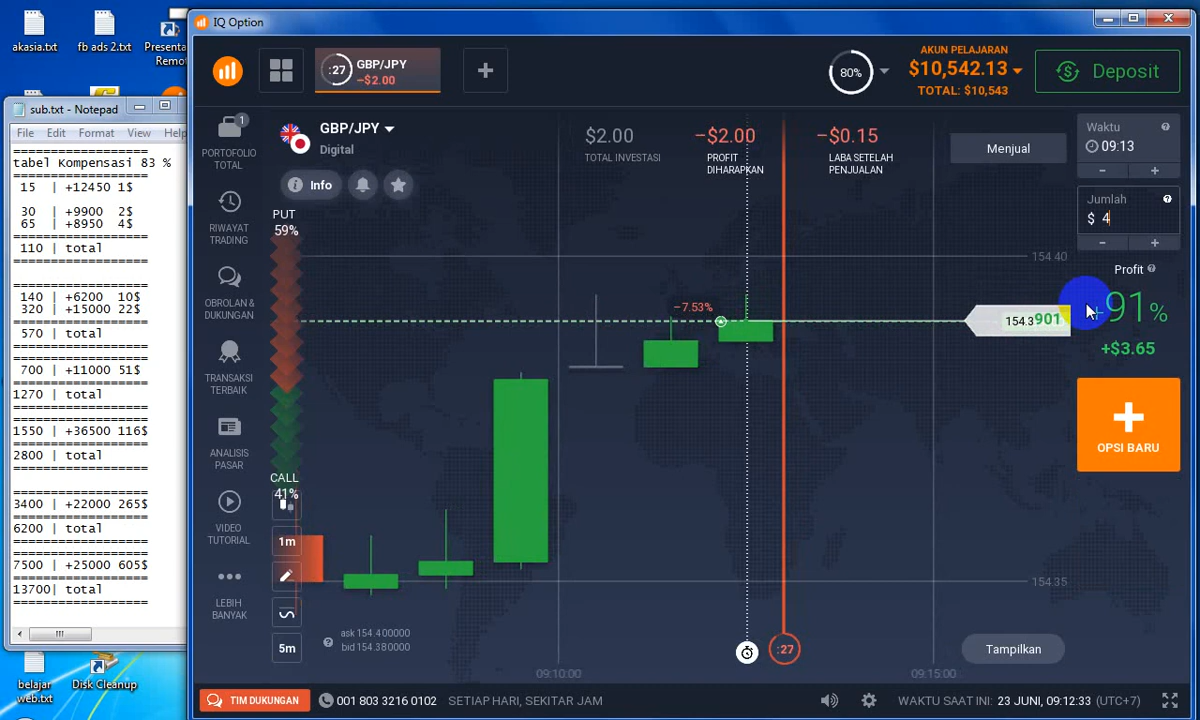 akasia.txt
fb ads 2.txt
Presenta
Remo
sub.txt - Notepad
File Edit Format View Help
====================
tabel Kompensasi 83 %
====================
15 | +12450 1$
30 | +9900 2$
65 | +8950 4$
====================
110 | total
====================
====================
140 | +6200 10$
320 | +15000 22$
====================
570 | total
====================
====================
700 | +11000 51$
====================
1270 | total
====================
====================
1550 | +36500 116$
====================
2800 | total
====================
====================
3400 | +22000 265$
====================
6200 | total
====================
====================
7500 | +25000 605$
====================
13700| total
====================
belajar
web.txt
Disk Cleanup
IQ Option
:27
GBP/JPY
−$2.00
80%
AKUN PELAJARAN
$10,542.13
TOTAL: $10,543
Deposit
1
PORTOFOLIO
TOTAL
RIWAYAT
TRADING
OBROLAN &
DUKUNGAN
TRANSAKSI
TERBAIK
ANALISIS
PASAR
VIDEO
TUTORIAL
LEBIH
BANYAK
GBP/JPY
Digital
Info
PUT
59%
CALL
41%
1m
5m
$2.00
TOTAL INVESTASI
−$2.00
PROFIT
DIHARAPKAN
−$0.15
LABA SETELAH
PENJUALAN
Menjual
−7.53%
154.40
154.3901
154.35
ask 154.400000
bid 154.380000
09:10:00
:27
09:15:00
Tampilkan
Waktu
09:13
Jumlah
$ 4
Profit
+91%
+$3.65
OPSI BARU
TIM DUKUNGAN
001 803 3216 0102
SETIAP HARI, SEKITAR JAM
WAKTU SAAT INI: 23 JUNI, 09:12:33 (UTC+7)